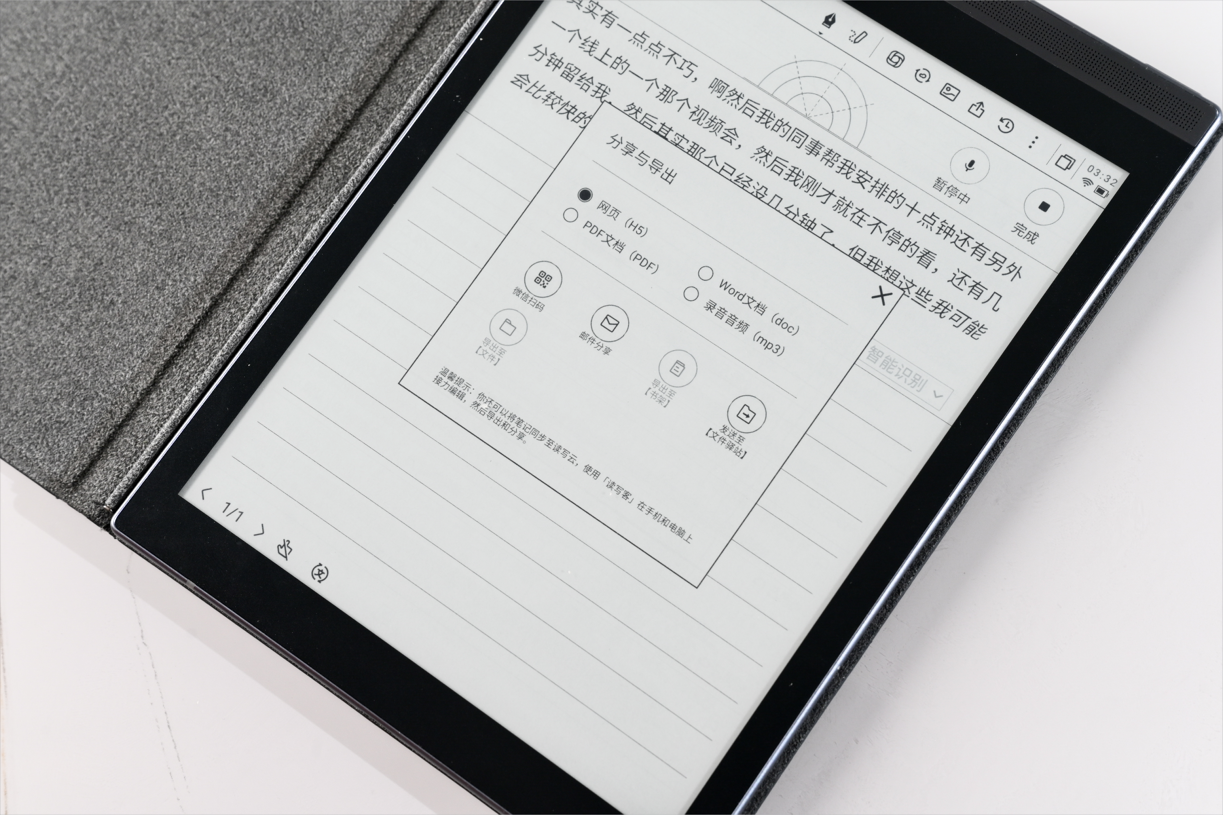 03:32
其实有一点点不巧，啊然后我的同事帮我安排的十点钟还有另外
一个线上的一个那个视频会，然后我刚才就在不停的看，还有几
分钟留给我，然后其实那个已经没几分钟了，但我想这些我可能
会比较快的
暂停中
完成
智能识别
分享与导出
网页（H5）
Word文档（doc）
PDF文档（PDF）
录音音频（mp3）
微信扫码
邮件分享
导出至
【书架】
发送至
【文件驿站】
导出至
【文件】
温馨提示：你还可以将笔记同步至读写云，使用「读写客」在手机和电脑上
接力编辑，然后导出和分享。
1/1